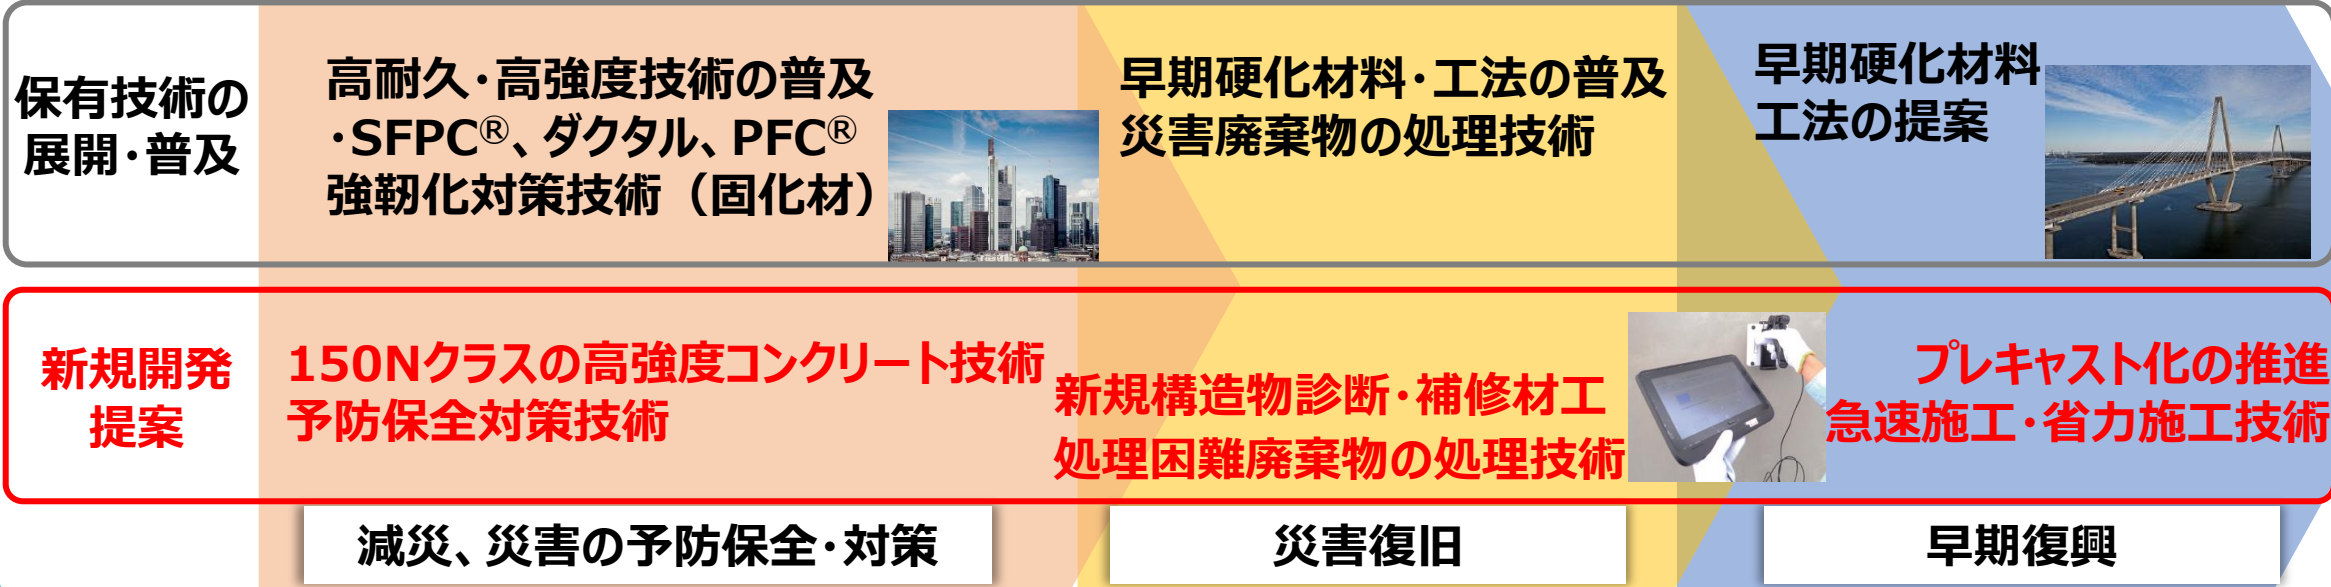 保有技術の
展開･普及
高耐久･高強度技術の普及
･SFPC®、ダクタル、PFC®
強靭化対策技術（固化材）
早期硬化材料･工法の普及
災害廃棄物の処理技術
早期硬化材料
工法の提案
新規開発
提案
150Nクラスの高強度コンクリート技術
予防保全対策技術
新規構造物診断･補修材工
処理困難廃棄物の処理技術
プレキャスト化の推進
急速施工･省力施工技術
減災、災害の予防保全･対策
災害復旧
早期復興